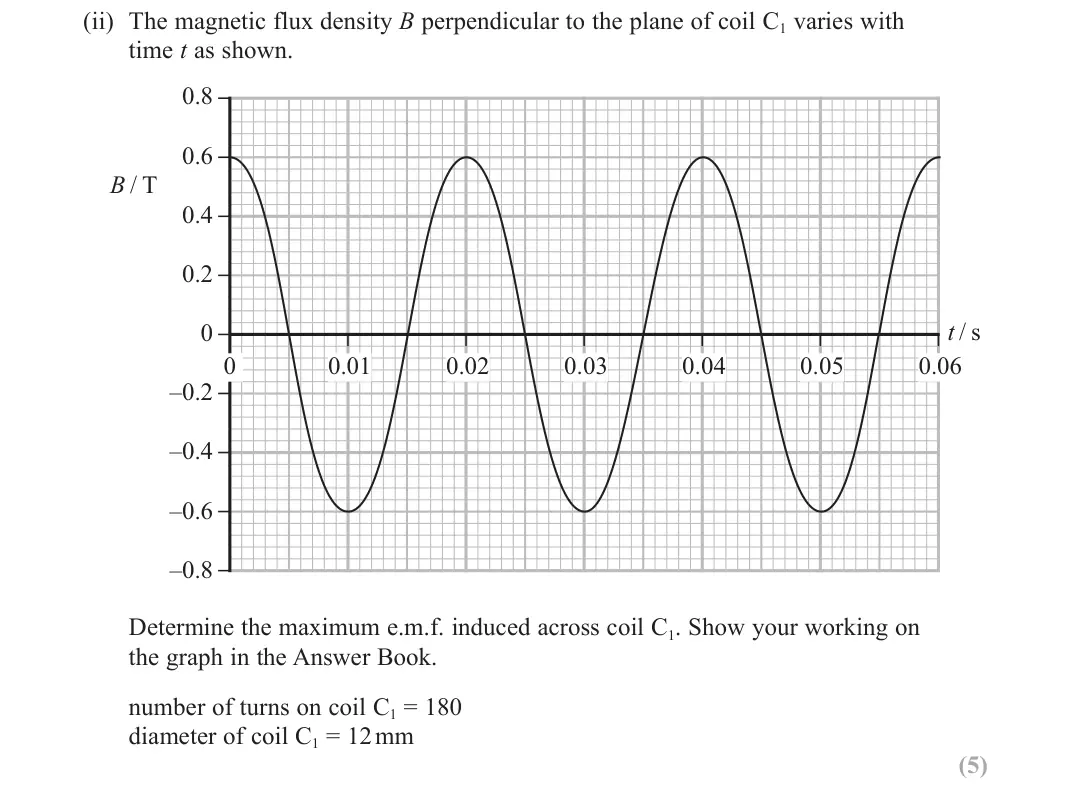 (ii) The magnetic flux density B perpendicular to the plane of coil C₁ varies with
time t as shown.
0.8
0.6
B / T
0.4
0.2
0
t / s
0 0.01 0.02 0.03 0.04 0.05 0.06
–0.2
–0.4
–0.6
–0.8
Determine the maximum e.m.f. induced across coil C₁. Show your working on
the graph in the Answer Book.
number of turns on coil C₁ = 180
diameter of coil C₁ = 12 mm
(5)